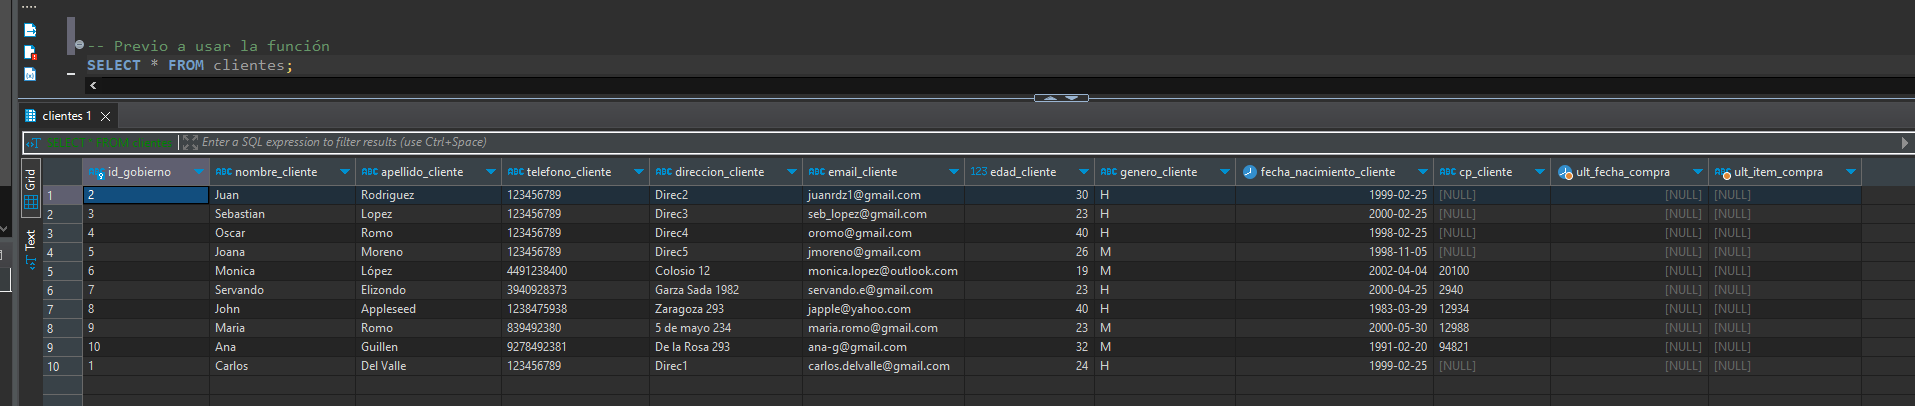 -- Previo a usar la función
SELECT * FROM clientes;
clientes 1
SELECT * FROM clientes Enter a SQL expression to filter results (use Ctrl+Space)
Grid
Text
id_gobierno ABC nombre_cliente ABC apellido_cliente ABC telefono_cliente ABC direccion_cliente ABC email_cliente 123 edad_cliente ABC genero_cliente fecha_nacimiento_cliente ABC cp_cliente ult_fecha_compra ABC ult_item_compra
1 2 Juan Rodriguez 123456789 Direc2 juanrdz1@gmail.com 30 H 1999-02-25 [NULL] [NULL] [NULL]
2 3 Sebastian Lopez 123456789 Direc3 seb_lopez@gmail.com 23 H 2000-02-25 [NULL] [NULL] [NULL]
3 4 Oscar Romo 123456789 Direc4 oromo@gmail.com 40 H 1998-02-25 [NULL] [NULL] [NULL]
4 5 Joana Moreno 123456789 Direc5 jmoreno@gmail.com 26 M 1998-11-05 [NULL] [NULL] [NULL]
5 6 Monica López 4491238400 Colosio 12 monica.lopez@outlook.com 19 M 2002-04-04 20100 [NULL] [NULL]
6 7 Servando Elizondo 3940928373 Garza Sada 1982 servando.e@gmail.com 23 H 2000-04-25 2940 [NULL] [NULL]
7 8 John Appleseed 1238475938 Zaragoza 293 japple@yahoo.com 40 H 1983-03-29 12934 [NULL] [NULL]
8 9 Maria Romo 839492380 5 de mayo 234 maria.romo@gmail.com 23 M 2000-05-30 12988 [NULL] [NULL]
9 10 Ana Guillen 9278492381 De la Rosa 293 ana-g@gmail.com 32 M 1991-02-20 94821 [NULL] [NULL]
10 1 Carlos Del Valle 123456789 Direc1 carlos.delvalle@gmail.com 24 H 1999-02-25 [NULL] [NULL] [NULL]